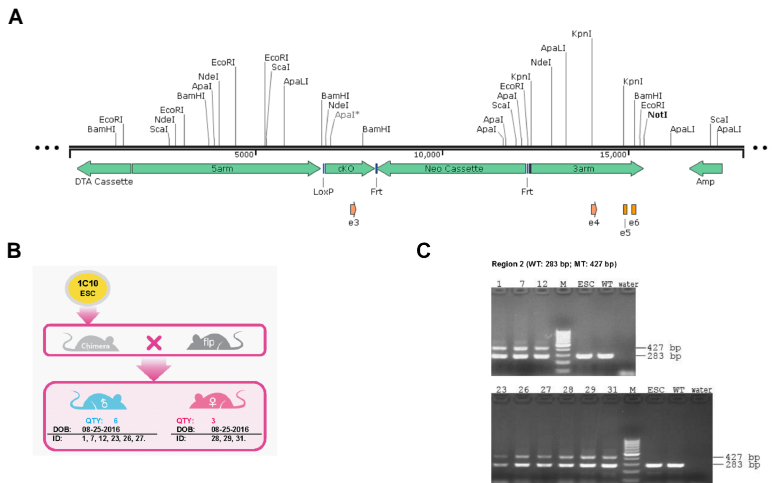 A
KpnI
ApaLI
EcoRI
EcoRI
ScaI
NdeI
NdeI
KpnI
KpnI
ApaI
ApaLI
ApaI
EcoRI
BamHI
BamHI
BamHI
EcoRI
EcoRI
NdeI
ScaI
EcoRI
NotI
NdeI
ApaI*
ApaI
ApaLI
ScaI
BamHI
ScaI
BamHI
ApaI
ApaLI
5000
10,000
15,000
5arm
cKO
Neo Cassette
3arm
DTA Cassette
LoxP
Frt
Frt
Amp
e3
e4
e6
e5
B
1C10
ESC
Chimera
flp
♂
♀
QTY: 6
QTY: 3
DOB: 08-25-2016
DOB: 08-25-2016
ID: 1, 7, 12, 23, 26, 27.
ID: 28, 29, 31.
C
Region 2 (WT: 283 bp; MT: 427 bp)
1 7 12 M ESC WT water
427 bp
283 bp
23 26 27 28 29 31 M ESC WT water
427 bp
283 bp